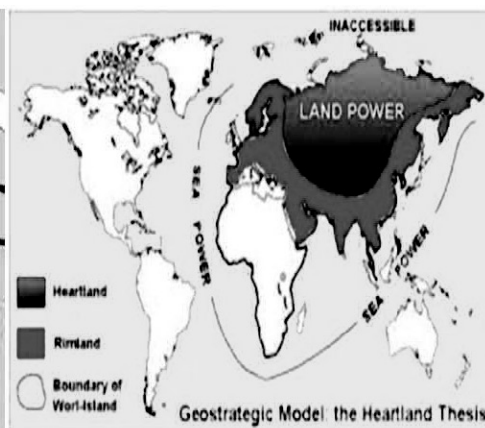 INACCESSIBLE
LAND POWER
SEA POWER
SEA POWER
Heartland
Rimland
Boundary of
Worl-Island
Geostrategic Model: the Heartland Thesis